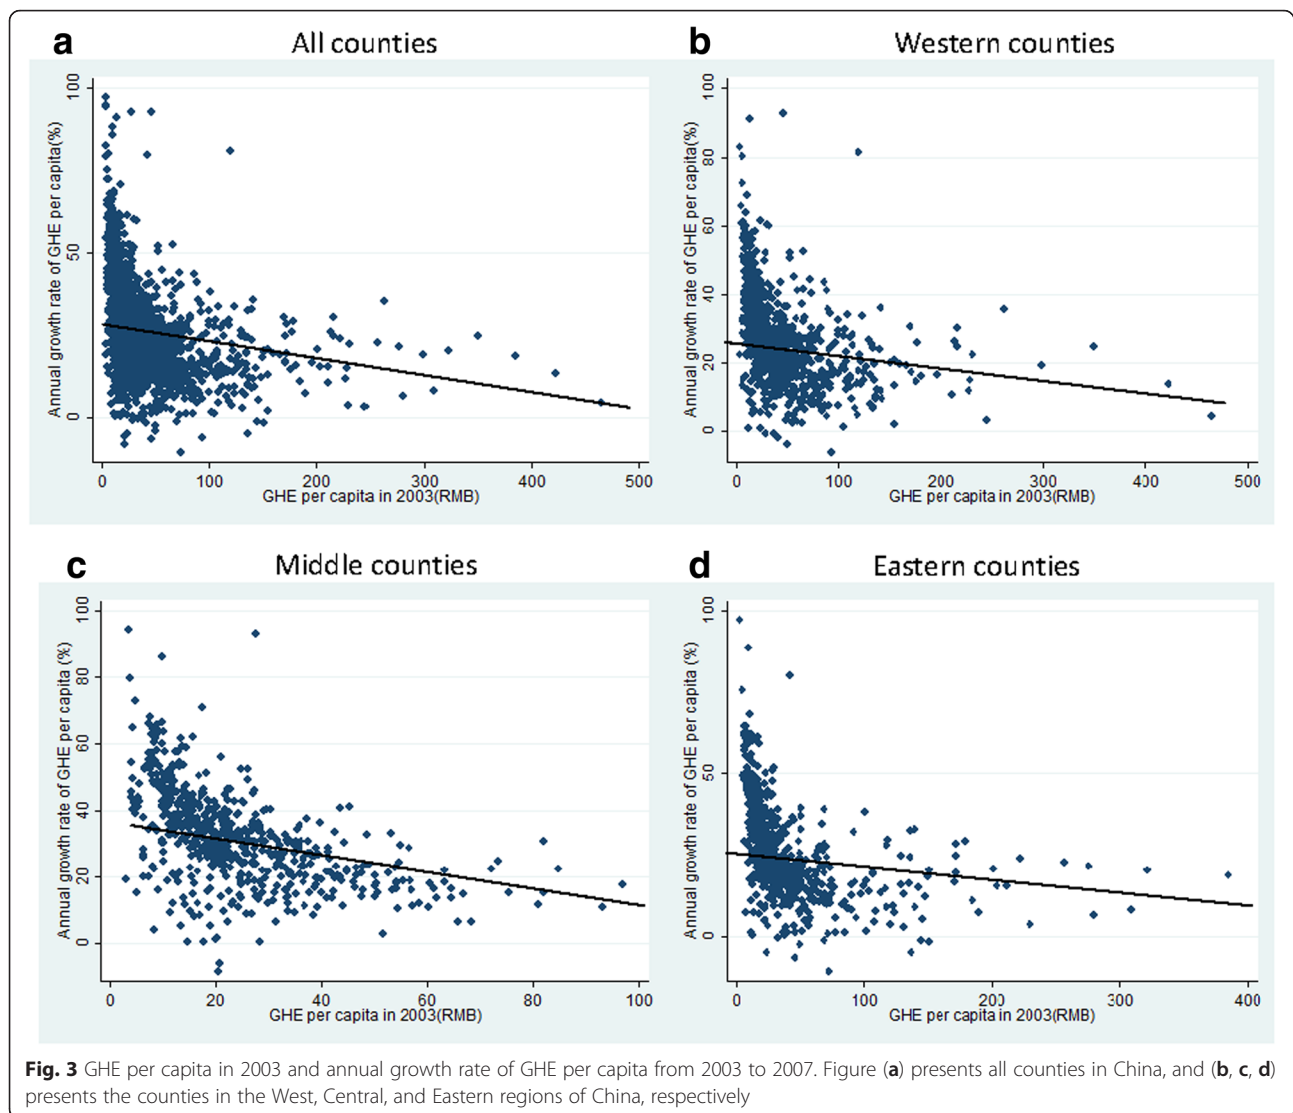 a All counties
Annual growth rate of GHE per capita(%)
100
50
0
0 100 200 300 400 500
GHE per capita in 2003(RMB)
b Western counties
Annual growth rate of GHE per capita(%)
100
80
60
40
20
0
0 100 200 300 400 500
GHE per capita in 2003(RMB)
c Middle counties
Annual growth rate of GHE per capita (%)
100
80
60
40
20
0
0 20 40 60 80 100
GHE per capita in 2003(RMB)
d Eastern counties
Annual growth rate of GHE per capita (%)
100
50
0
0 100 200 300 400
GHE per capita in 2003(RMB)
Fig. 3 GHE per capita in 2003 and annual growth rate of GHE per capita from 2003 to 2007. Figure (a) presents all counties in China, and (b, c, d)
presents the counties in the West, Central, and Eastern regions of China, respectively